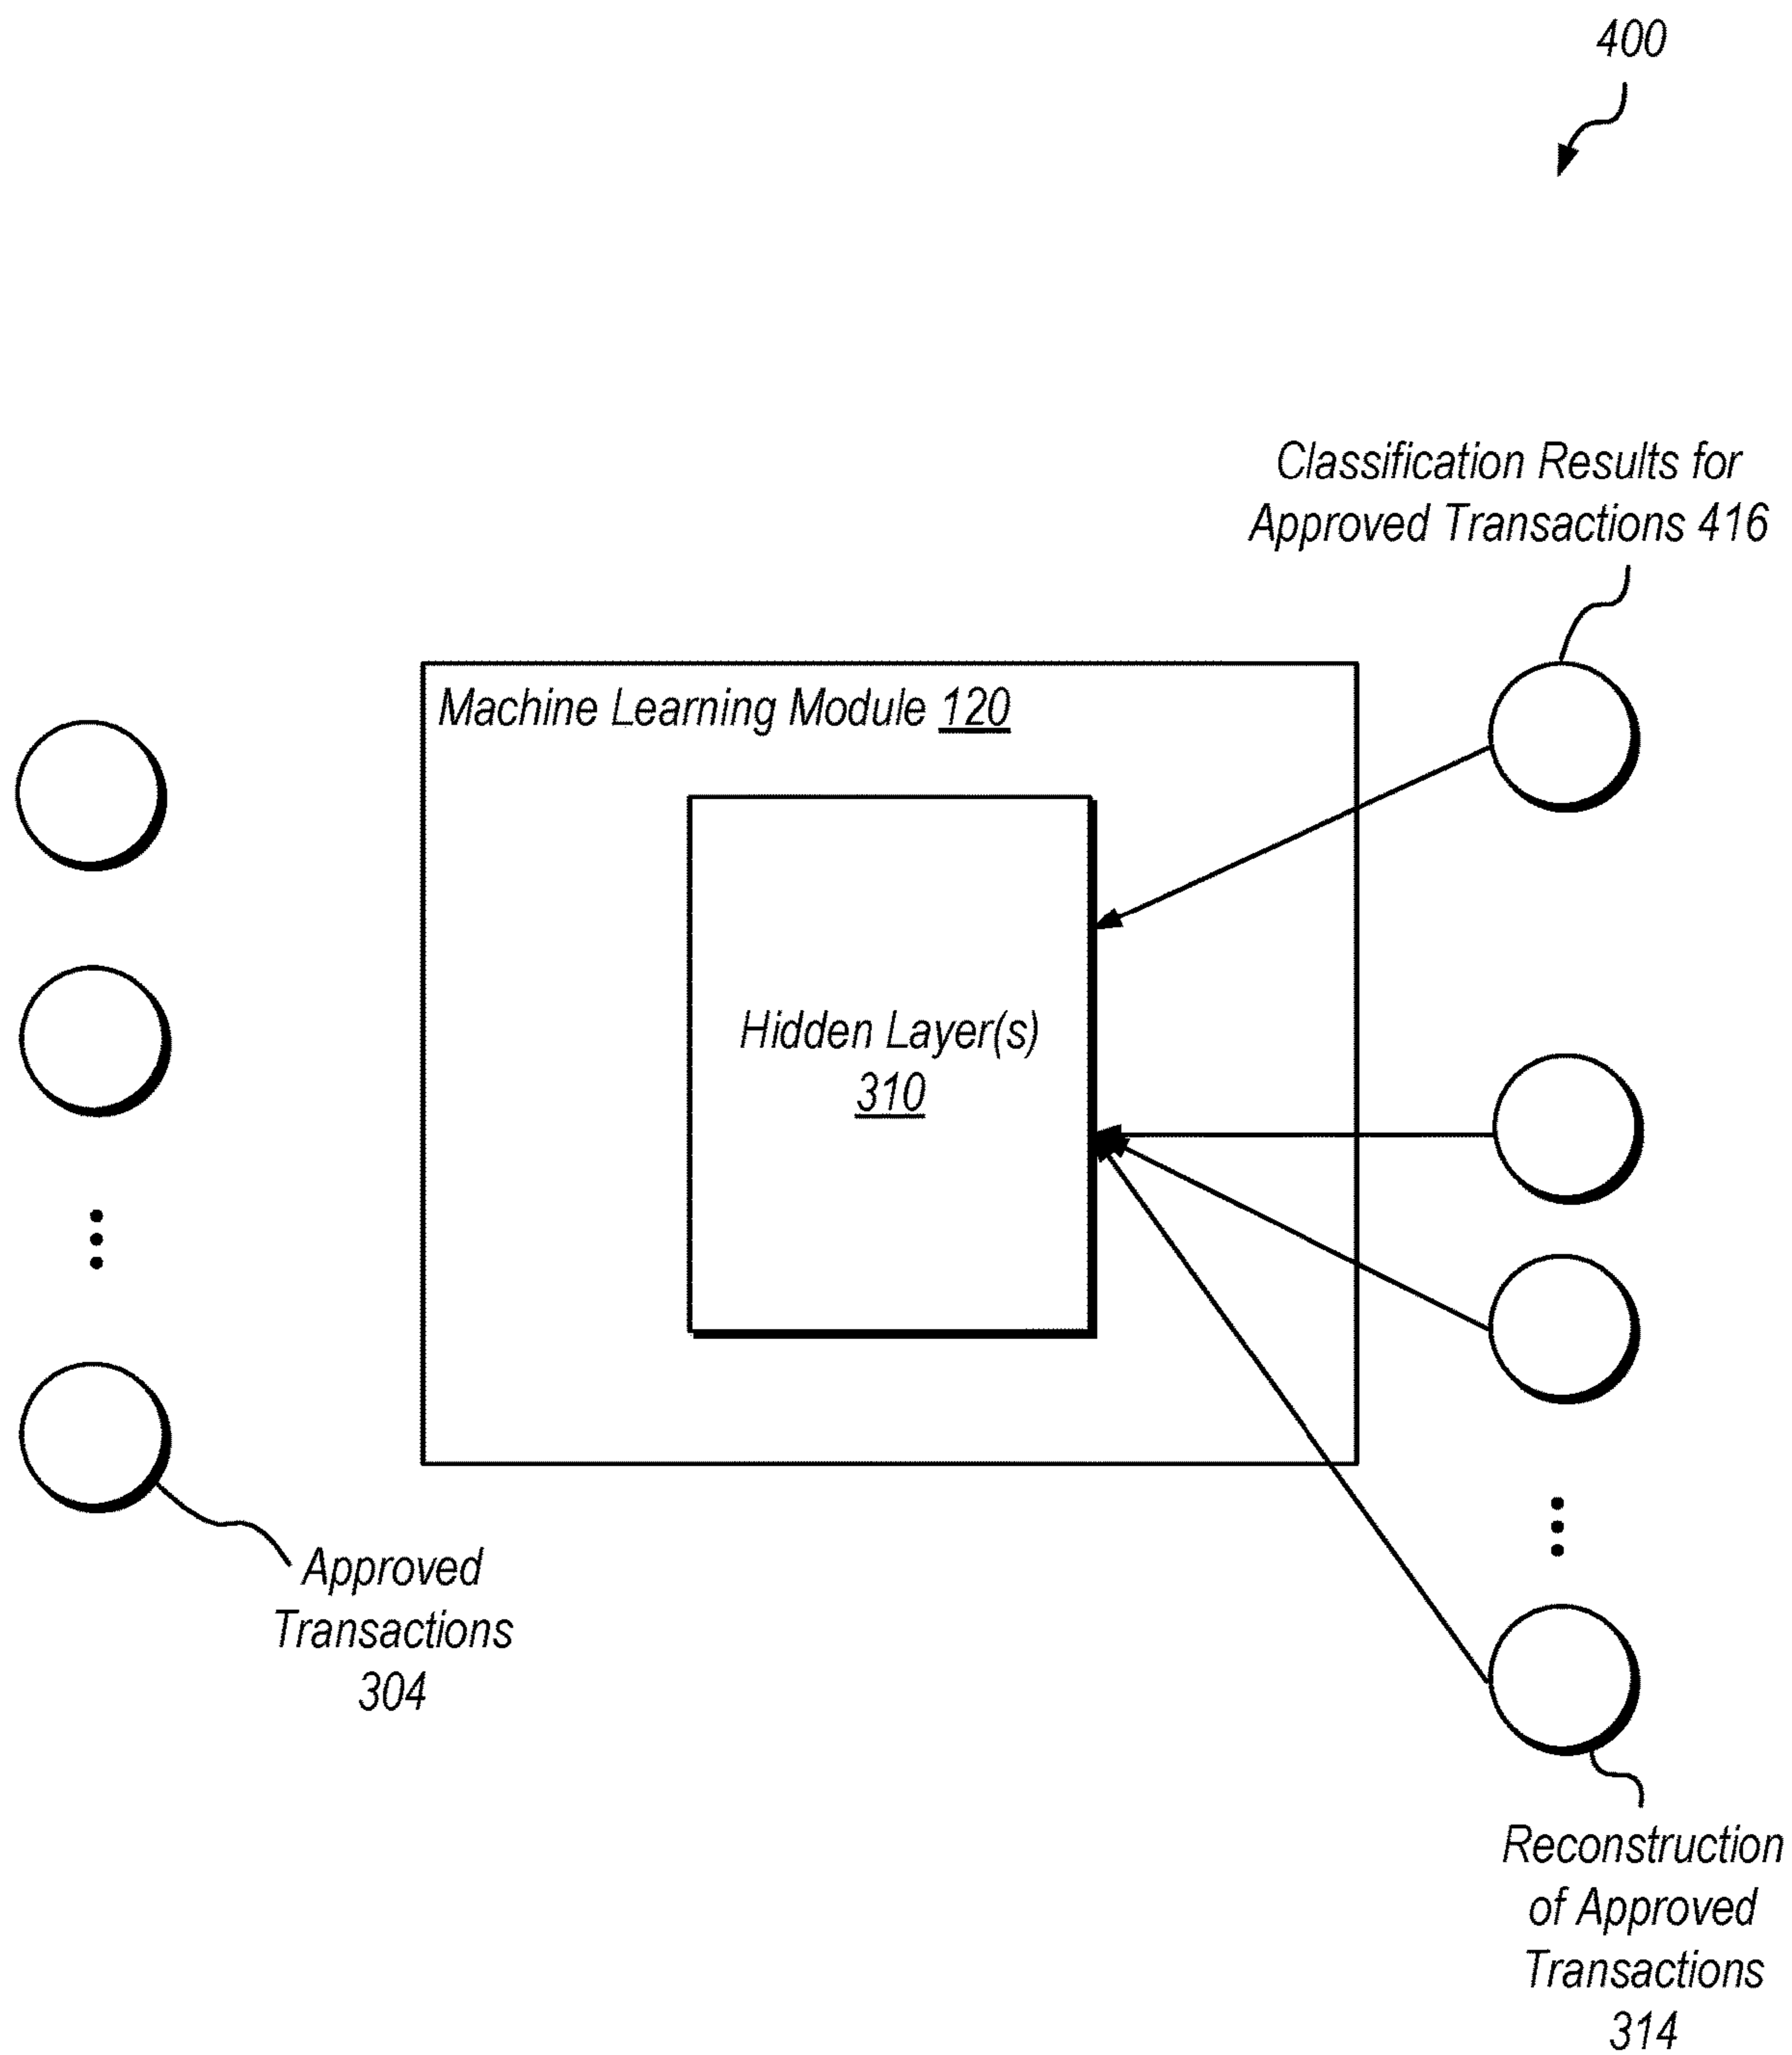 400
Classification Results for
Approved Transactions 416
Machine Learning Module 120
Hidden Layer(s)
310
Approved
Transactions
304
Reconstruction
of Approved
Transactions
314